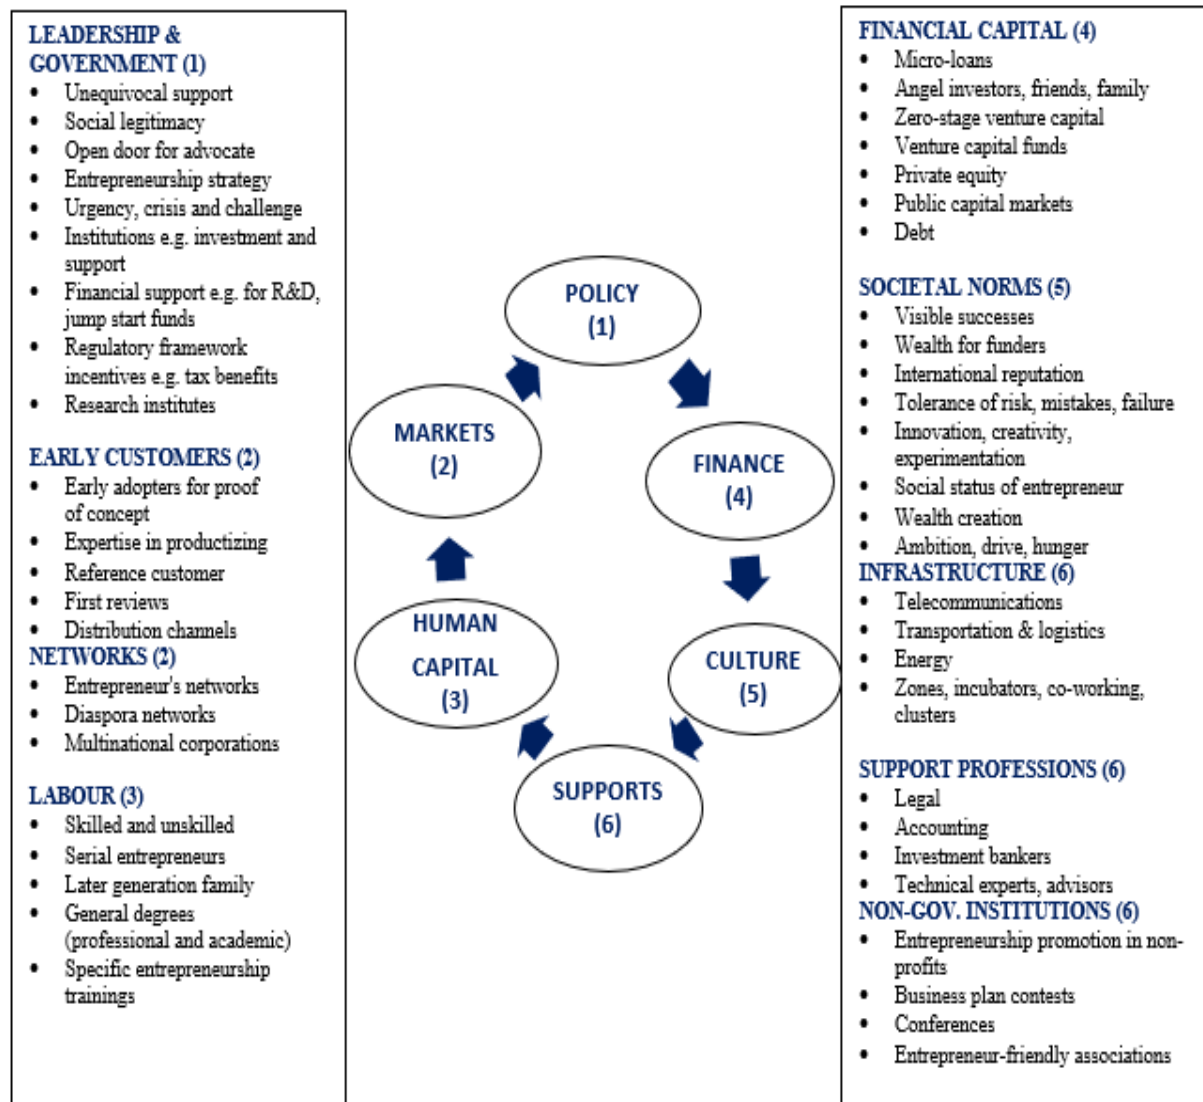 LEADERSHIP &
GOVERNMENT (1)
• Unequivocal support
• Social legitimacy
• Open door for advocate
• Entrepreneurship strategy
• Urgency, crisis and challenge
• Institutions e.g. investment and
support
• Financial support e.g. for R&D,
jump start funds
• Regulatory framework
incentives e.g. tax benefits
• Research institutes
EARLY CUSTOMERS (2)
• Early adopters for proof
of concept
• Expertise in productizing
• Reference customer
• First reviews
• Distribution channels
NETWORKS (2)
• Entrepreneur's networks
• Diaspora networks
• Multinational corporations
LABOUR (3)
• Skilled and unskilled
• Serial entrepreneurs
• Later generation family
• General degrees
(professional and academic)
• Specific entrepreneurship
trainings
POLICY
(1)
MARKETS
(2)
FINANCE
(4)
HUMAN
CAPITAL
(3)
CULTURE
(5)
SUPPORTS
(6)
FINANCIAL CAPITAL (4)
• Micro-loans
• Angel investors, friends, family
• Zero-stage venture capital
• Venture capital funds
• Private equity
• Public capital markets
• Debt
SOCIETAL NORMS (5)
• Visible successes
• Wealth for funders
• International reputation
• Tolerance of risk, mistakes, failure
• Innovation, creativity,
experimentation
• Social status of entrepreneur
• Wealth creation
• Ambition, drive, hunger
INFRASTRUCTURE (6)
• Telecommunications
• Transportation & logistics
• Energy
• Zones, incubators, co-working,
clusters
SUPPORT PROFESSIONS (6)
• Legal
• Accounting
• Investment bankers
• Technical experts, advisors
NON-GOV. INSTITUTIONS (6)
• Entrepreneurship promotion in non-
profits
• Business plan contests
• Conferences
• Entrepreneur-friendly associations